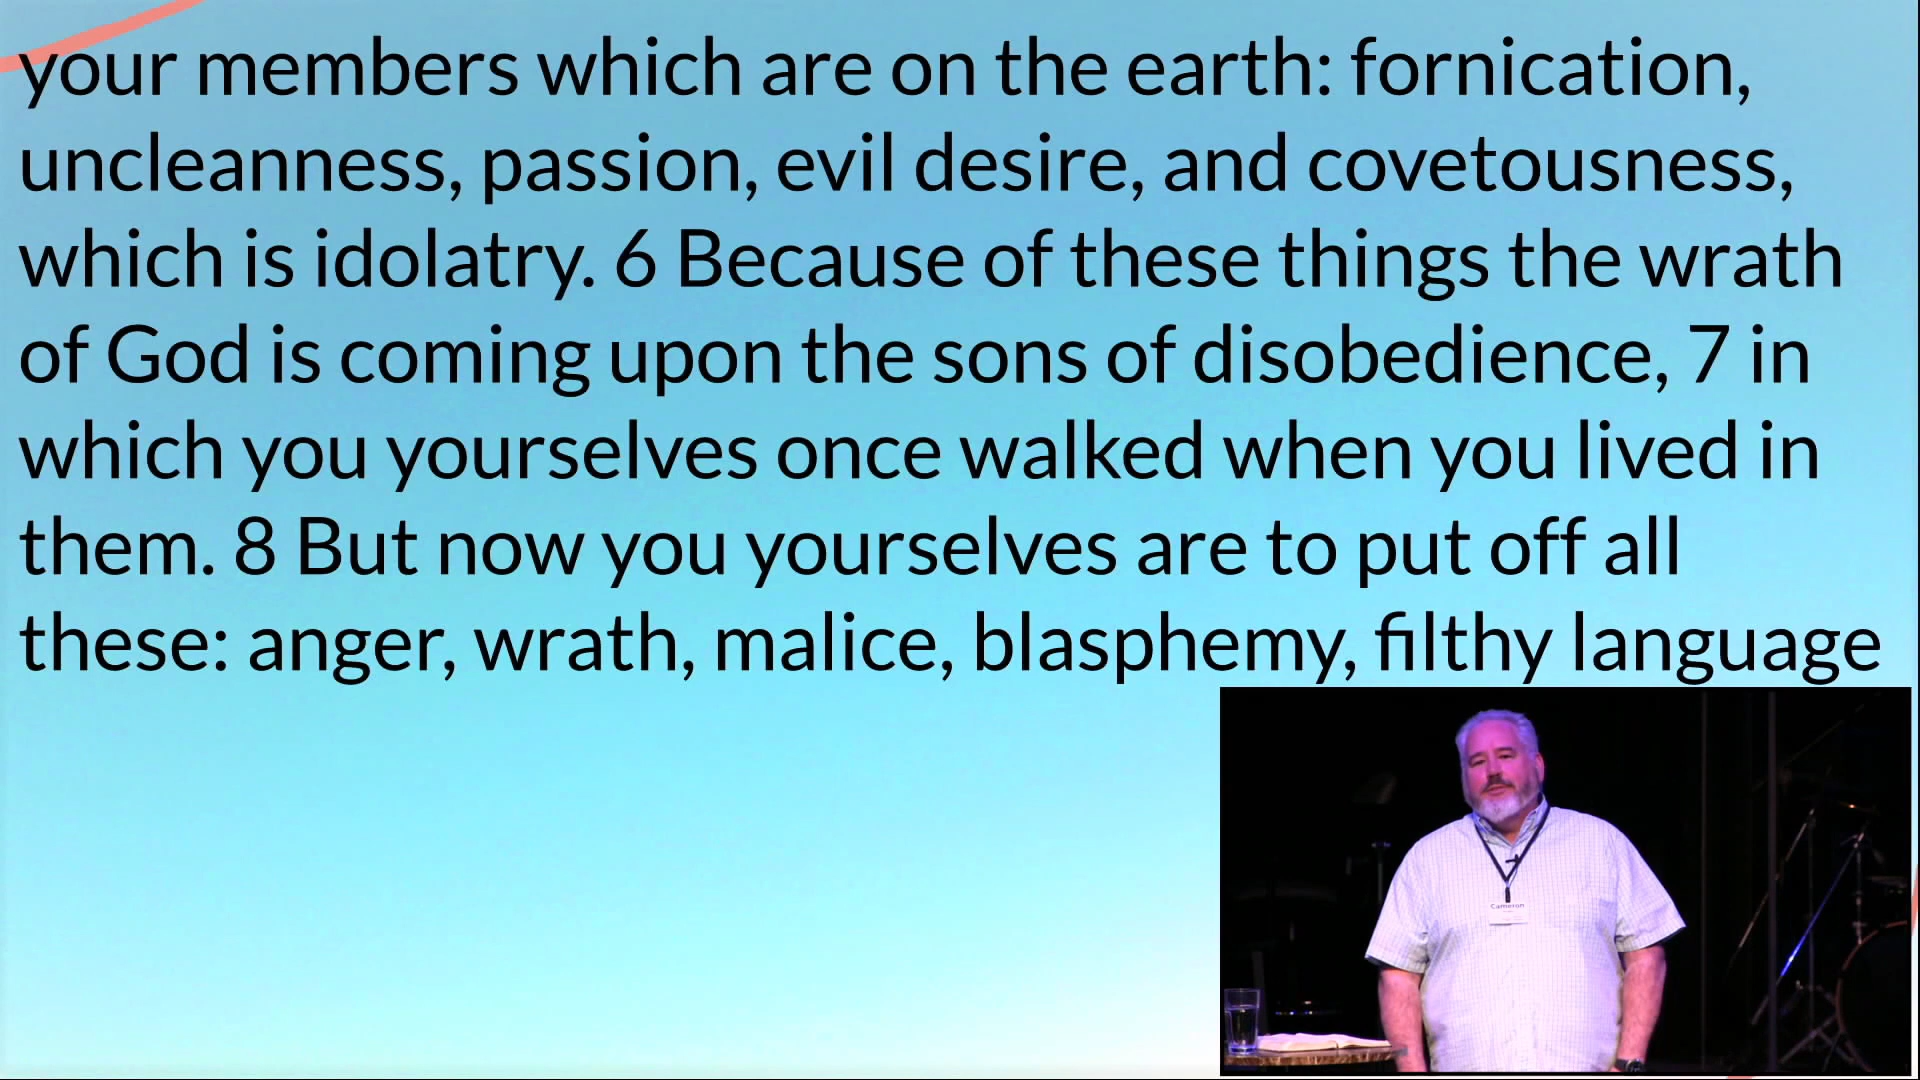 your members which are on the earth: fornication,
uncleanness, passion, evil desire, and covetousness,
which is idolatry. 6 Because of these things the wrath
of God is coming upon the sons of disobedience, 7 in
which you yourselves once walked when you lived in
them. 8 But now you yourselves are to put off all
these: anger, wrath, malice, blasphemy, filthy language
Cameron